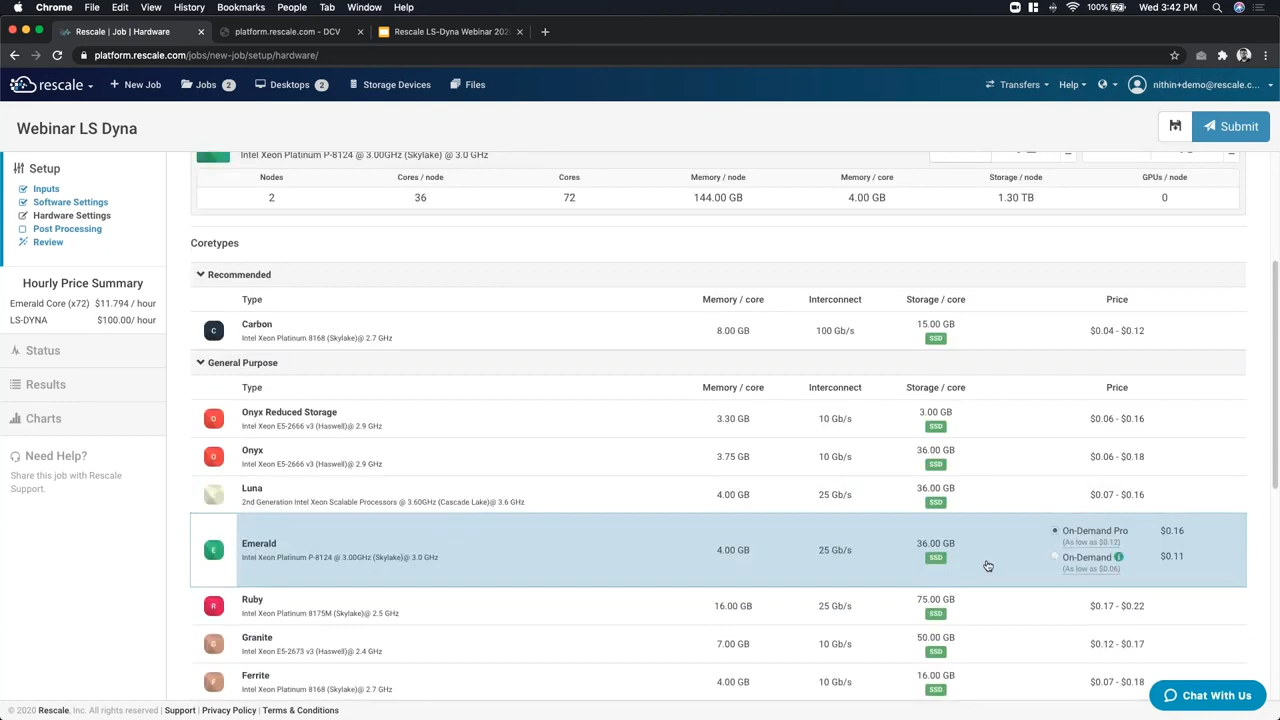 Chrome File Edit View History Bookmarks People Tab Window Help
100% Wed 3:42 PM
Rescale | Job | Hardware
platform.rescale.com - DCV
Rescale LS-Dyna Webinar 202
platform.rescale.com/jobs/new-job/setup/hardware/
rescale New Job Jobs 2 Desktops 2 Storage Devices Files Transfers Help nithin+demo@rescale.c...
Webinar LS Dyna
Submit
Setup
Inputs
Software Settings
Hardware Settings
Post Processing
Review
Hourly Price Summary
Emerald Core (x72) $11.794 / hour
LS-DYNA $100.00/ hour
Status
Results
Charts
Need Help?
Share this job with Rescale
Support.
Intel Xeon Platinum P-8124 @ 3.00GHz (Skylake) @ 3.0 GHz
Nodes Cores / node Cores Memory / node Memory / core Storage / node GPUs / node
2 36 72 144.00 GB 4.00 GB 1.30 TB 0
Coretypes
Recommended
Type Memory / core Interconnect Storage / core Price
Carbon
Intel Xeon Platinum 8168 (Skylake)@ 2.7 GHz
C 8.00 GB 100 Gb/s 15.00 GB SSD $0.04 - $0.12
General Purpose
Type Memory / core Interconnect Storage / core Price
Onyx Reduced Storage
Intel Xeon E5-2666 v3 (Haswell)@ 2.9 GHz
O 3.30 GB 10 Gb/s 3.00 GB SSD $0.06 - $0.16
Onyx
Intel Xeon E5-2666 v3 (Haswell)@ 2.9 GHz
O 3.75 GB 10 Gb/s 36.00 GB SSD $0.06 - $0.18
Luna
2nd Generation Intel Xeon Scalable Processors @ 3.60GHz (Cascade Lake)@ 3.6 GHz
4.00 GB 25 Gb/s 36.00 GB SSD $0.07 - $0.16
Emerald
Intel Xeon Platinum P-8124 @ 3.00GHz (Skylake)@ 3.0 GHz
E 4.00 GB 25 Gb/s 36.00 GB SSD
On-Demand Pro $0.16
(As low as $0.12)
On-Demand $0.11
(As low as $0.06)
Ruby
Intel Xeon Platinum 8175M (Skylake)@ 2.5 GHz
R 16.00 GB 25 Gb/s 75.00 GB SSD $0.17 - $0.22
Granite
Intel Xeon E5-2673 v3 (Haswell)@ 2.4 GHz
G 7.00 GB 10 Gb/s 50.00 GB SSD $0.12 - $0.17
Ferrite
Intel Xeon Platinum 8168 (Skylake)@ 2.7 GHz
F 4.00 GB 10 Gb/s 16.00 GB SSD $0.07 - $0.18
Chat With Us
© 2020 Rescale, Inc. All rights reserved | Support | Privacy Policy | Terms & Conditions